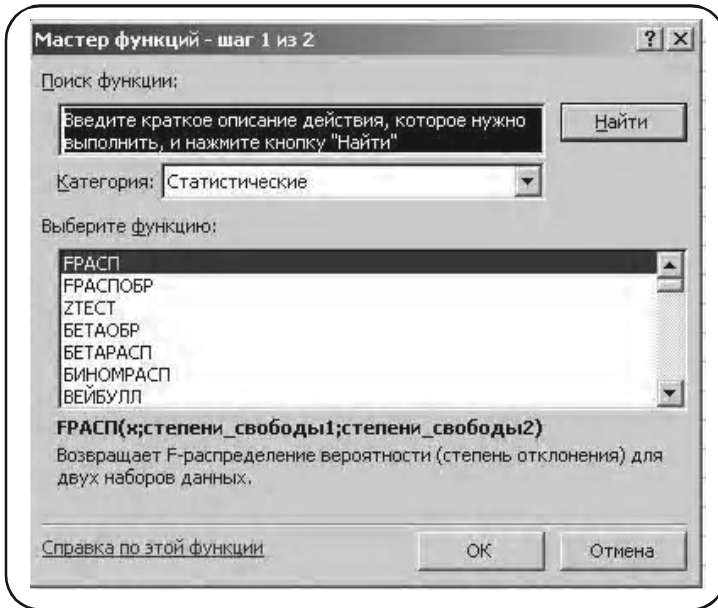 Мастер функций - шаг 1 из 2
Поиск функции:
Введите краткое описание действия, которое нужно
выполнить, и нажмите кнопку "Найти"
Найти
Категория: Статистические
Выберите функцию:
FРАСП
FРАСПОБР
ZТЕСТ
БЕТАОБР
БЕТАРАСП
БИНОМРАСП
ВЕЙБУЛЛ
FРАСП(x;степени_свободы1;степени_свободы2)
Возвращает F-распределение вероятности (степень отклонения) для
двух наборов данных.
Справка по этой функции
ОК
Отмена